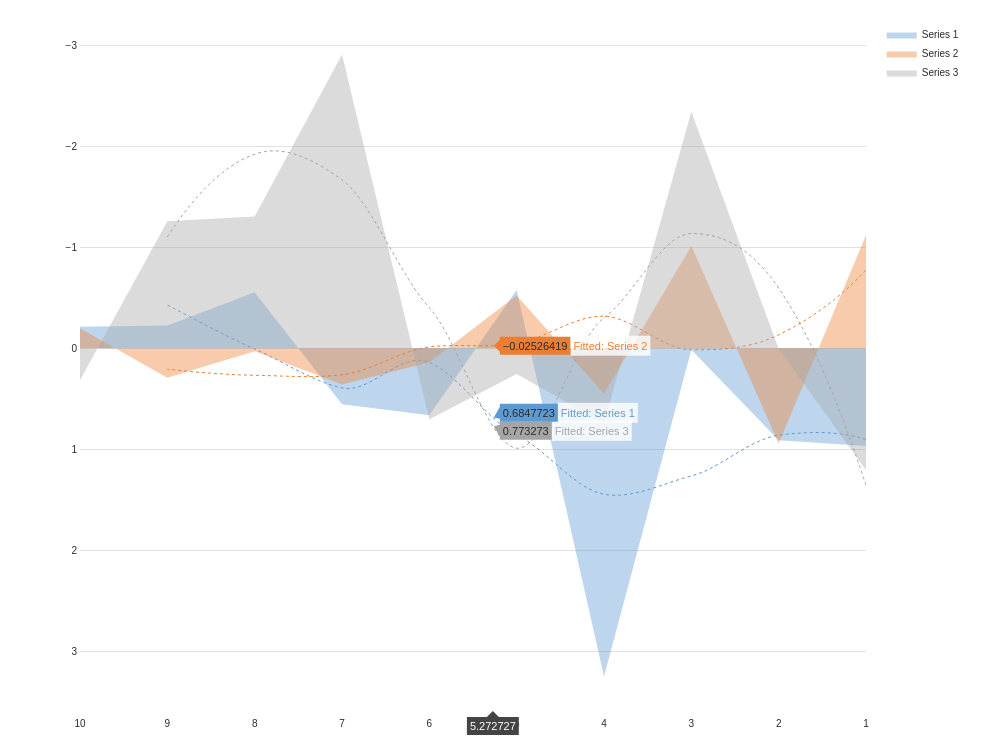 Series 1
Series 2
Series 3
−3
−2
−1
0
1
2
3
−0.02526419 Fitted: Series 2
0.6847723 Fitted: Series 1
0.773273 Fitted: Series 3
10 9 8 7 6 5.272727 4 3 2 1